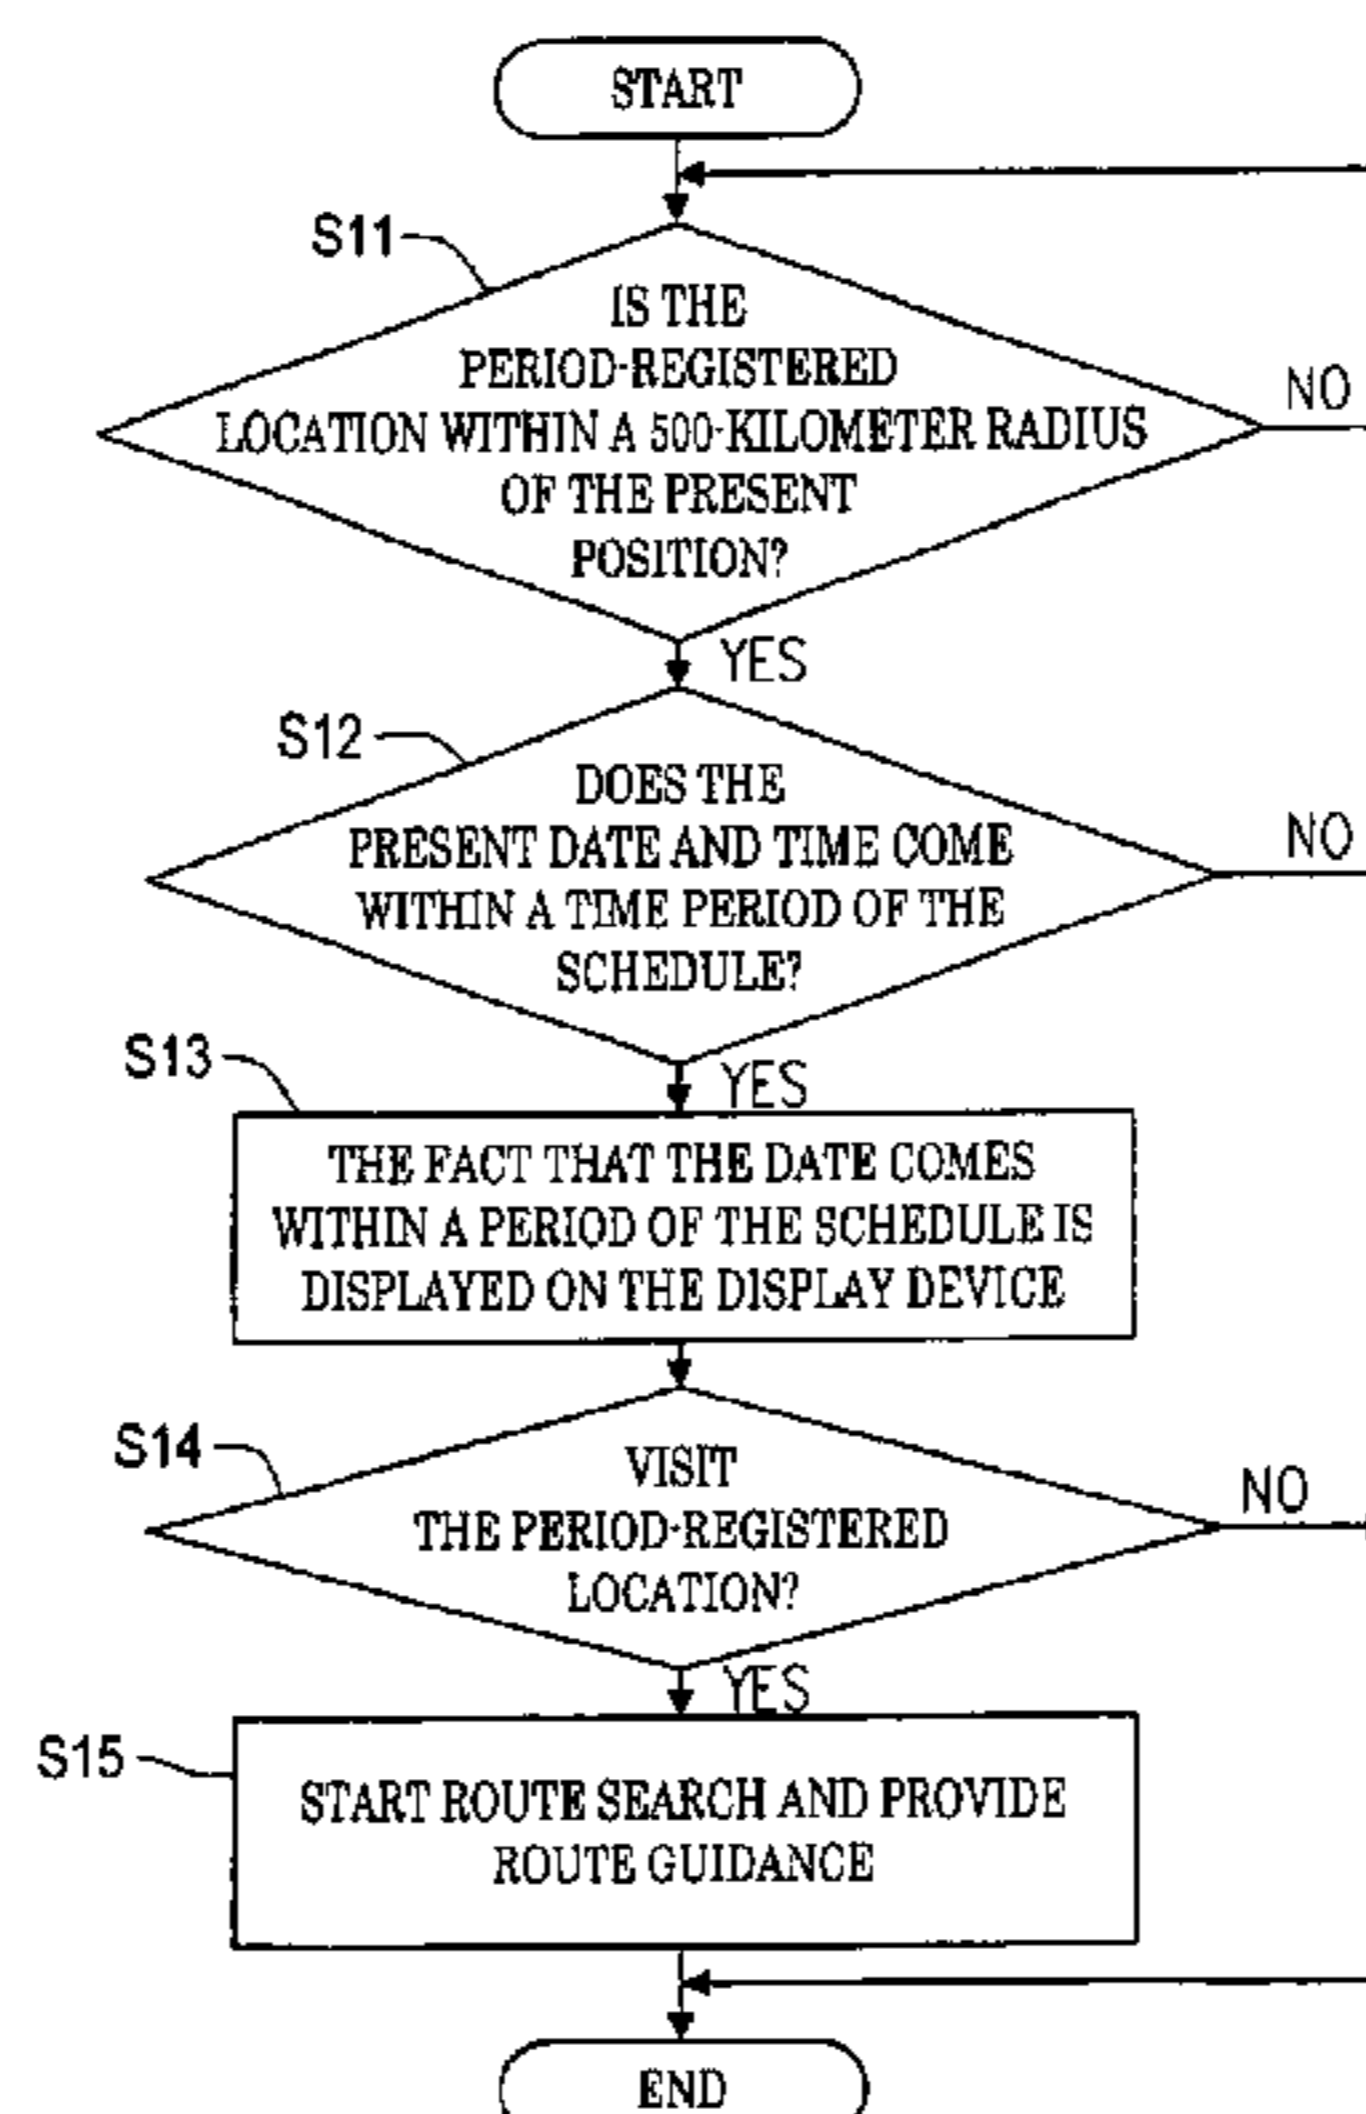 START
S11
IS THE
PERIOD-REGISTERED
LOCATION WITHIN A 500-KILOMETER RADIUS
OF THE PRESENT
POSITION?
NO
YES
S12
DOES THE
PRESENT DATE AND TIME COME
WITHIN A TIME PERIOD OF THE
SCHEDULE?
NO
YES
S13
THE FACT THAT THE DATE COMES
WITHIN A PERIOD OF THE SCHEDULE IS
DISPLAYED ON THE DISPLAY DEVICE
S14
VISIT
THE PERIOD-REGISTERED
LOCATION?
NO
YES
S15
START ROUTE SEARCH AND PROVIDE
ROUTE GUIDANCE
END